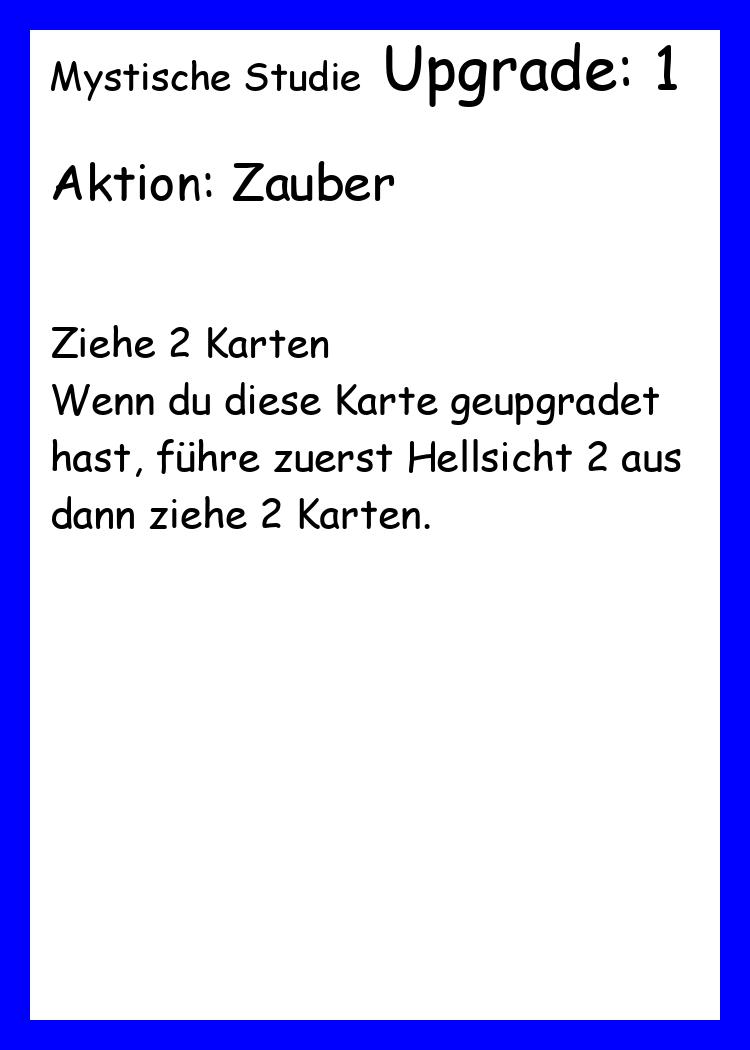 Mystische Studie Upgrade: 1
Aktion: Zauber
Ziehe 2 Karten
Wenn du diese Karte geupgradet
hast, führe zuerst Hellsicht 2 aus
dann ziehe 2 Karten.